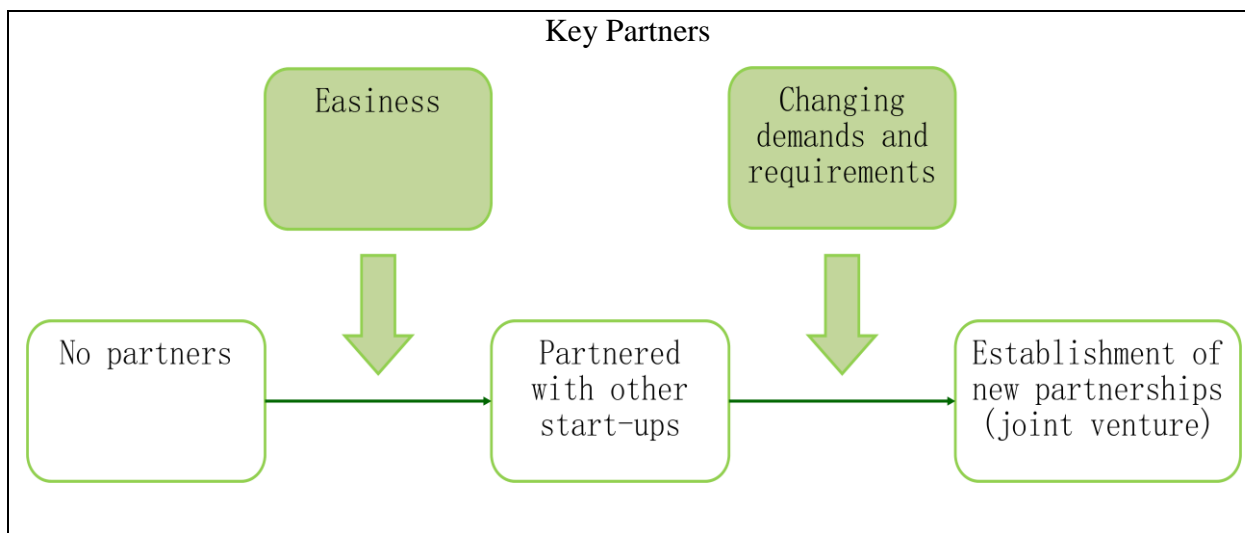 Key Partners
Easiness
Changing
demands and
requirements
No partners
Partnered
with other
start-ups
Establishment of
new partnerships
(joint venture)